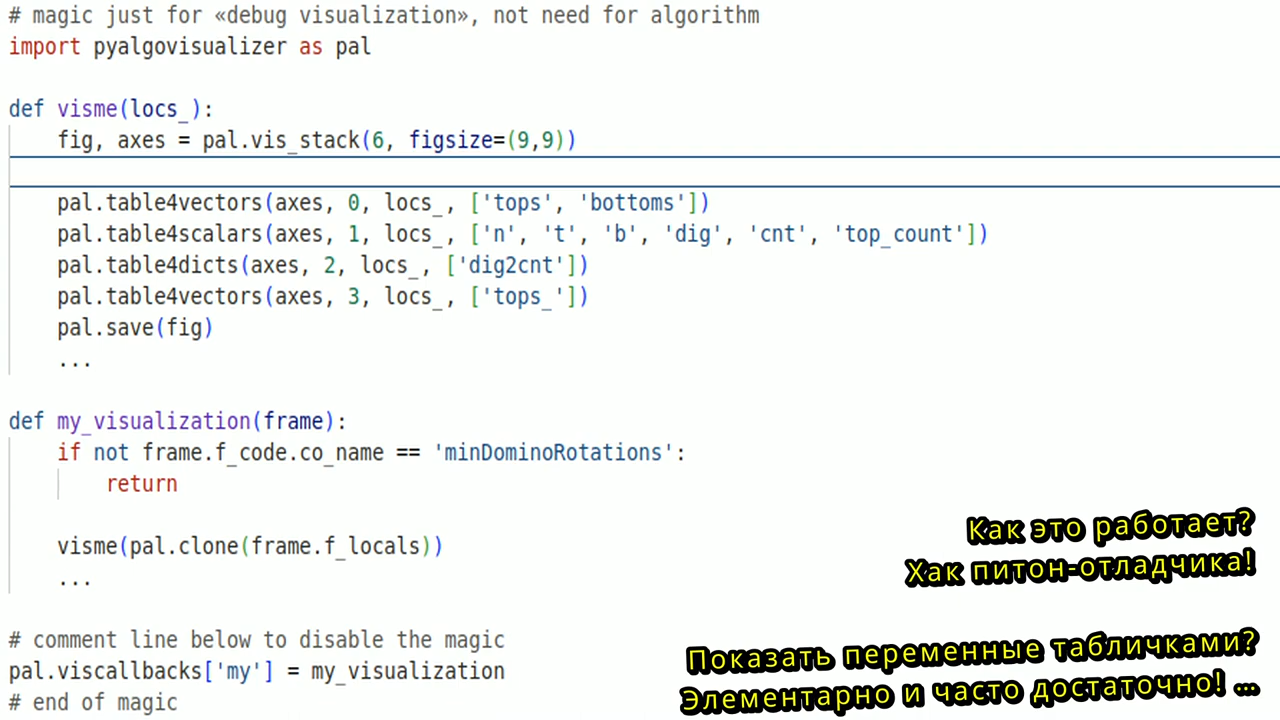 # magic just for «debug visualization», not need for algorithm
import pyalgovisualizer as pal
def visme(locs_):
fig, axes = pal.vis_stack(6, figsize=(9,9))
pal.table4vectors(axes, 0, locs_, ['tops', 'bottoms'])
pal.table4scalars(axes, 1, locs_, ['n', 't', 'b', 'dig', 'cnt', 'top_count'])
pal.table4dicts(axes, 2, locs_, ['dig2cnt'])
pal.table4vectors(axes, 3, locs_, ['tops_'])
pal.save(fig)
...
def my_visualization(frame):
if not frame.f_code.co_name == 'minDominoRotations':
return
visme(pal.clone(frame.f_locals))
...
# comment line below to disable the magic
pal.viscallbacks['my'] = my_visualization
# end of magic
Как это работает?
Хак питон-отладчика!
Показать переменные табличками?
Элементарно и часто достаточно! ...